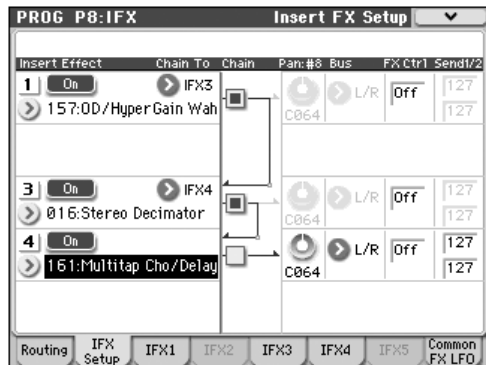 PROG P8:IFX Insert FX Setup
Insert Effect Chain To Chain Pan:#8 Bus FX Ctrl Send1/2
1 On IFX3 C064 L/R Off 127
157:OD/HyperGain Wah 127
3 On IFX4 C064 L/R Off 127
016:Stereo Decimator 127
4 On C064 L/R Off 127
161:Multitap Cho/Delay 127
Routing IFX Setup IFX1 IFX2 IFX3 IFX4 IFX5 Common FX LFO